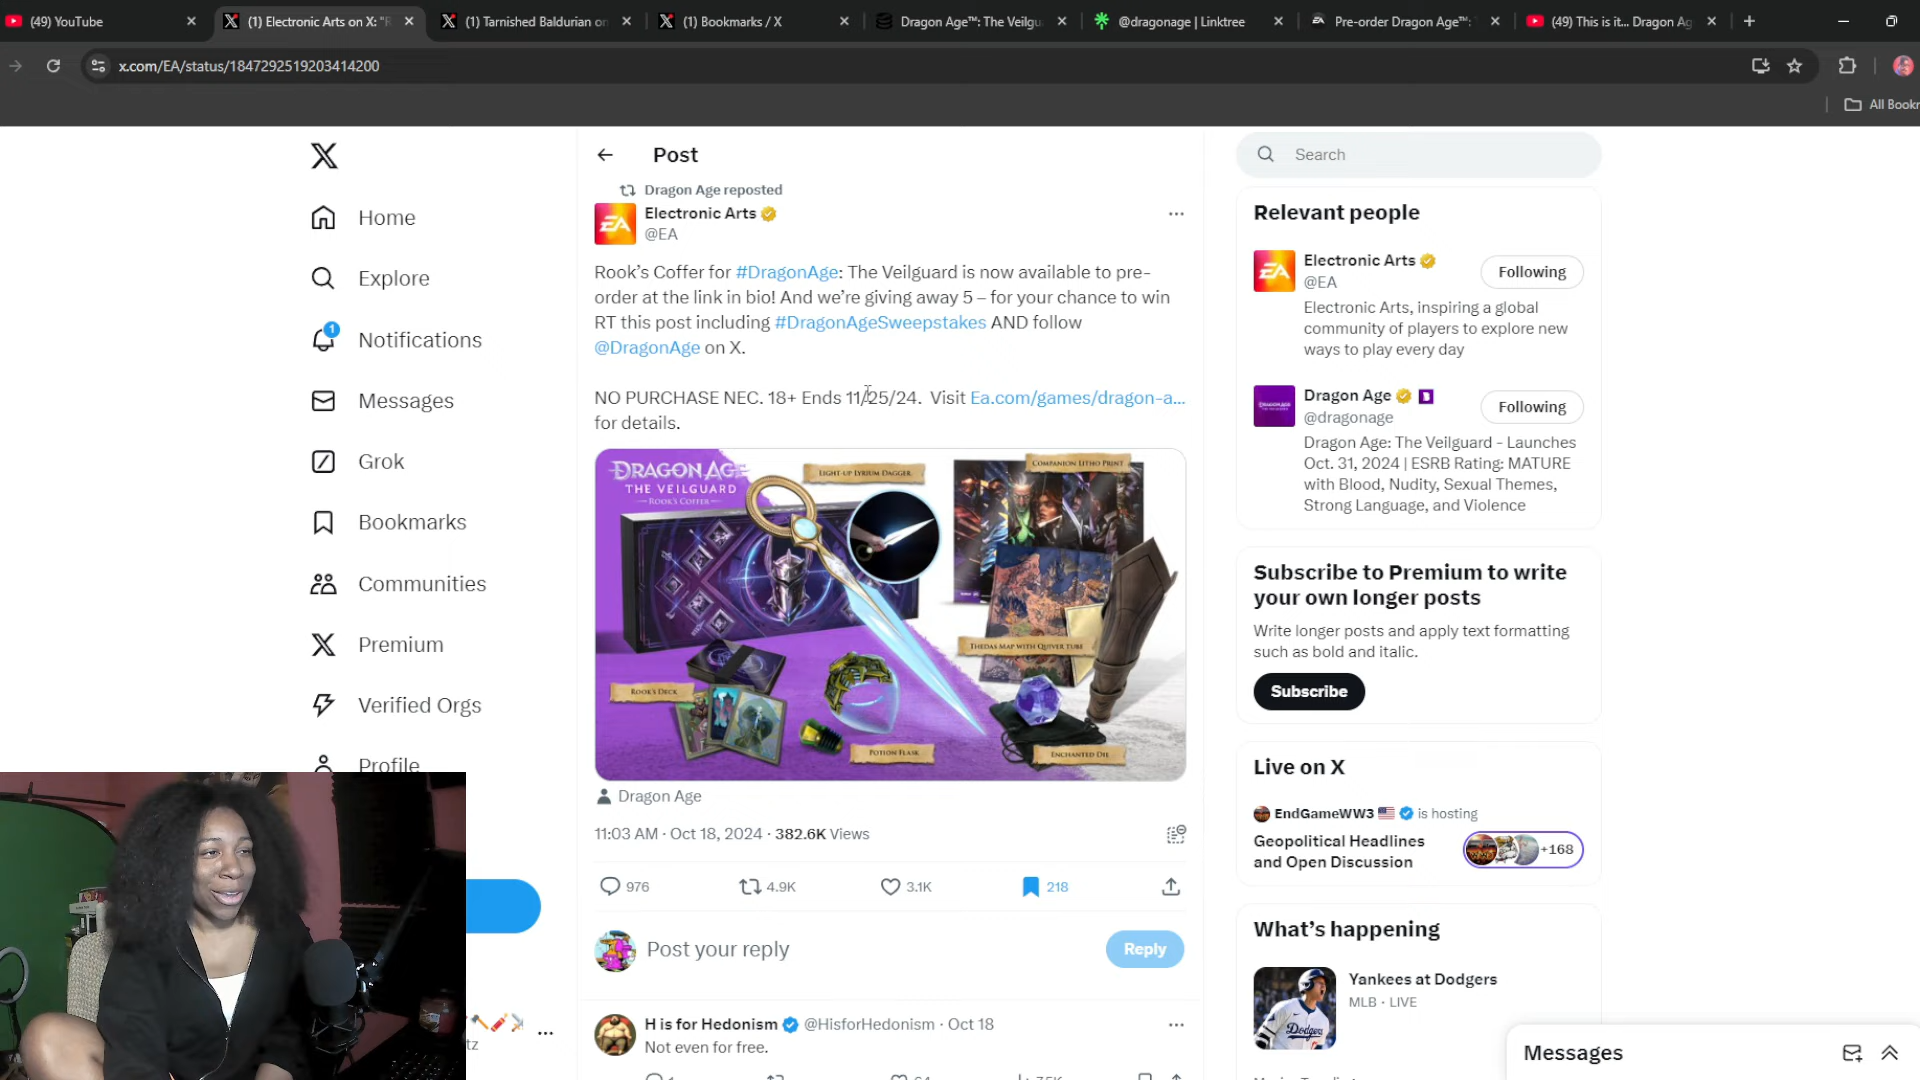 (49) YouTube
(1) Electronic Arts on X: "R
(1) Tarnished Baldurian on
(1) Bookmarks / X
Dragon Age™: The Veilgu
@dragonage | Linktree
Pre-order Dragon Age™:
(49) This is it... Dragon Ag
x.com/EA/status/1847292519203414200
All Bookr
Home
Explore
1
Notifications
Messages
Grok
Bookmarks
Communities
Premium
Verified Orgs
Profile
tz
Post
Dragon Age reposted
Electronic Arts
@EA
Rook's Coffer for #DragonAge: The Veilguard is now available to pre-
order at the link in bio! And we're giving away 5 – for your chance to win
RT this post including #DragonAgeSweepstakes AND follow
@DragonAge on X.
NO PURCHASE NEC. 18+ Ends 11/25/24. Visit Ea.com/games/dragon-a...
for details.
DRAGON AGE
THE VEILGUARD
ROOK'S COFFER
LIGHT-UP LYRIUM DAGGER
COMPANION LITHO PRINT
THEDAS MAP WITH QUIVER TUBE
ROOK'S DECK
POTION FLASK
ENCHANTED DIE
Dragon Age
11:03 AM · Oct 18, 2024 · 382.6K Views
976
4.9K
3.1K
218
Post your reply
Reply
H is for Hedonism @HisforHedonism · Oct 18
Not even for free.
Search
Relevant people
Electronic Arts
@EA
Following
Electronic Arts, inspiring a global
community of players to explore new
ways to play every day
Dragon Age
@dragonage
Following
Dragon Age: The Veilguard - Launches
Oct. 31, 2024 | ESRB Rating: MATURE
with Blood, Nudity, Sexual Themes,
Strong Language, and Violence
Subscribe to Premium to write
your own longer posts
Write longer posts and apply text formatting
such as bold and italic.
Subscribe
Live on X
EndGameWW3 is hosting
Geopolitical Headlines
and Open Discussion
+168
What's happening
Yankees at Dodgers
MLB · LIVE
Messages